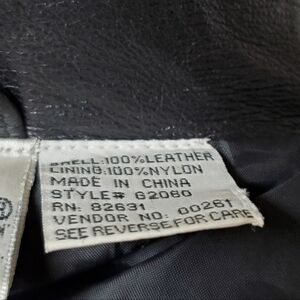 SHELL:100%LEATHER
LINING:100%NYLON
MADE IN CHINA
STYLE# 62060
RN: 92631
VENDOR NO: 00261
SEE REVERSE FOR CARE
®